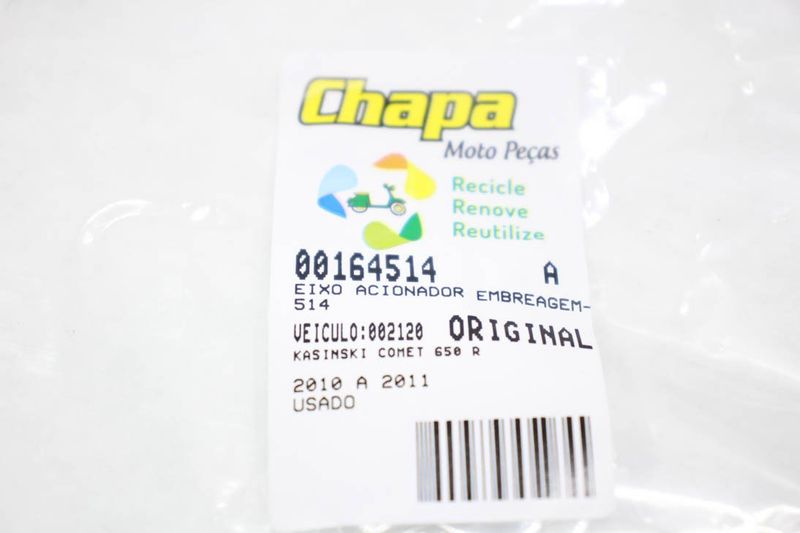 Chapa
Moto Peças
Recicle
Renove
Reutilize
00164514 A
EIXO ACIONADOR EMBREAGEM-
514
VEICULO:002120 ORIGINAL
KASINSKI COMET 650 R
2010 A 2011
USADO